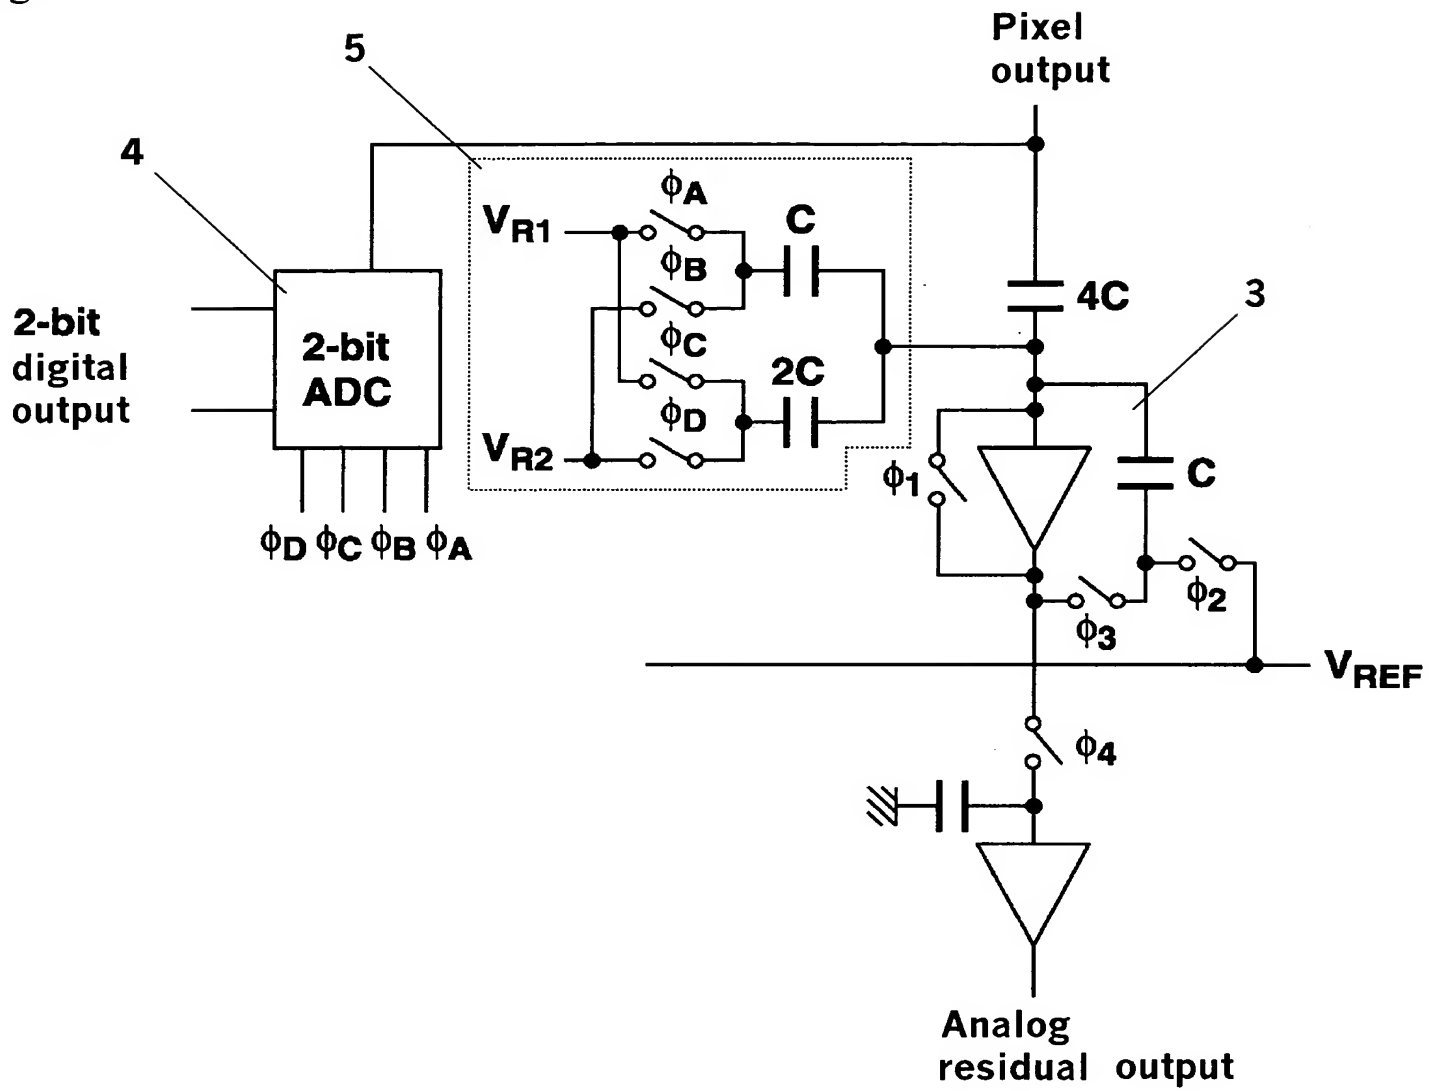 Pixel
output
5
4
ϕA
VR1
C
ϕB
4C
3
2-bit
digital
output
2-bit
ADC
ϕC
2C
ϕD
VR2
ϕ1
C
ϕD ϕC ϕB ϕA
ϕ2
ϕ3
VREF
ϕ4
Analog
residual output